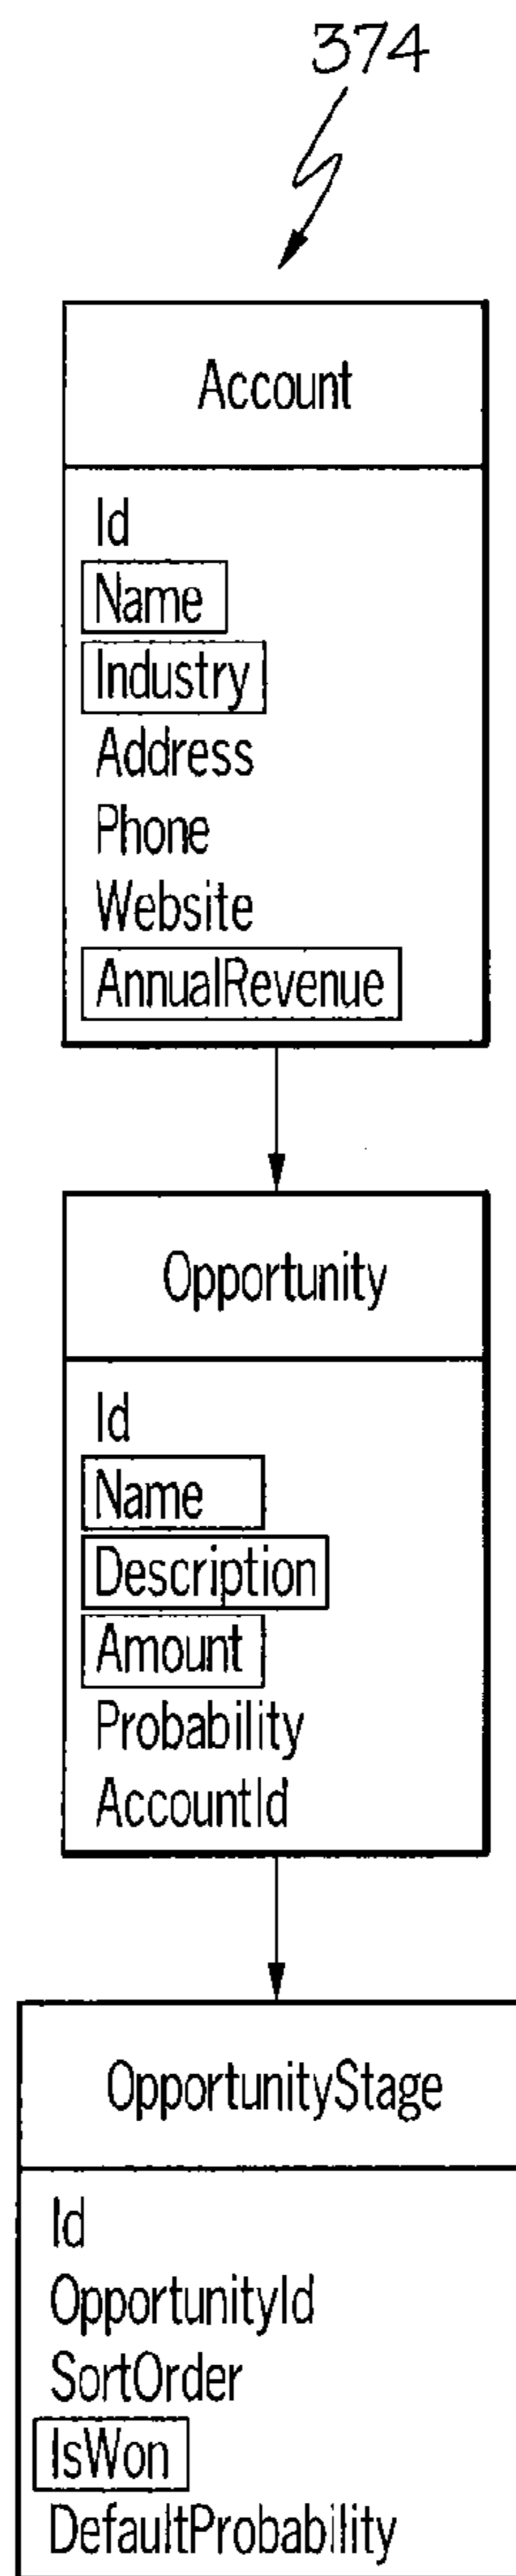 374
Account
Id
Name
Industry
Address
Phone
Website
AnnualRevenue
Opportunity
Id
Name
Description
Amount
Probability
AccountId
OpportunityStage
Id
OpportunityId
SortOrder
IsWon
DefaultProbability